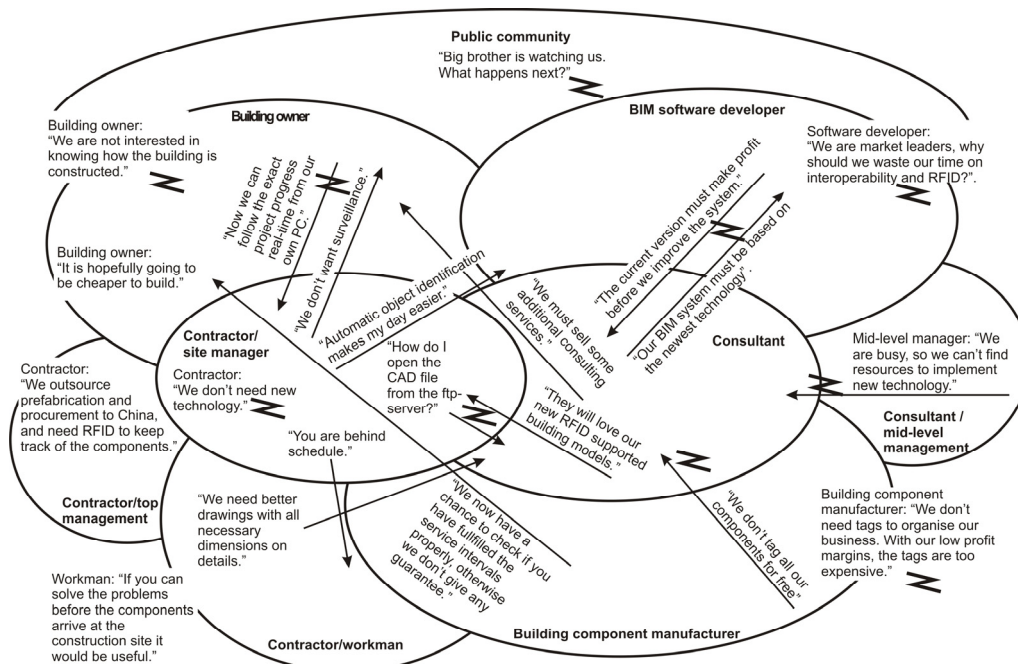 Public community
“Big brother is watching us.
What happens next?”
Building owner
BIM software developer
Building owner:
“We are not interested in
knowing how the building is
constructed.”
Software developer:
“We are market leaders, why
should we waste our time on
interoperability and RFID?”.
“Now we can
follow the exact
project progress
real-time from our
own PC.”
“We don’t want surveillance.”
“The current version must make profit
before we improve the system.”
“Our BIM system must be based on
the newest technology”.
Building owner:
“It is hopefully going to
be cheaper to build.”
“Automatic object identification
makes my day easier.”
“We must sell some
additional consulting
services.”
Contractor/
site manager
Consultant
Contractor:
“We don’t need new
technology.”
“How do I
open the
CAD file
from the ftp-
server?”
Mid-level manager: “We
are busy, so we can’t find
resources to implement
new technology.”
Consultant /
mid-level
management
Contractor:
“We outsource
prefabrication and
procurement to China,
and need RFID to keep
track of the components.”
“They will love our
new RFID supported
building models.”
“You are behind
schedule.”
Contractor/top
management
“We need better
drawings with all
necessary
dimensions on
details.”
“We now have a
chance to check if you
have fulfilled the
service intervals
properly, otherwise
we don’t give any
guarantee.”
“We don’t tag all our
components for free”
Building component
manufacturer: “We don’t
need tags to organise our
business. With our low profit
margins, the tags are too
expensive.”
Workman: “If you can
solve the problems
before the components
arrive at the
construction site it
would be useful.”
Contractor/workman
Building component manufacturer